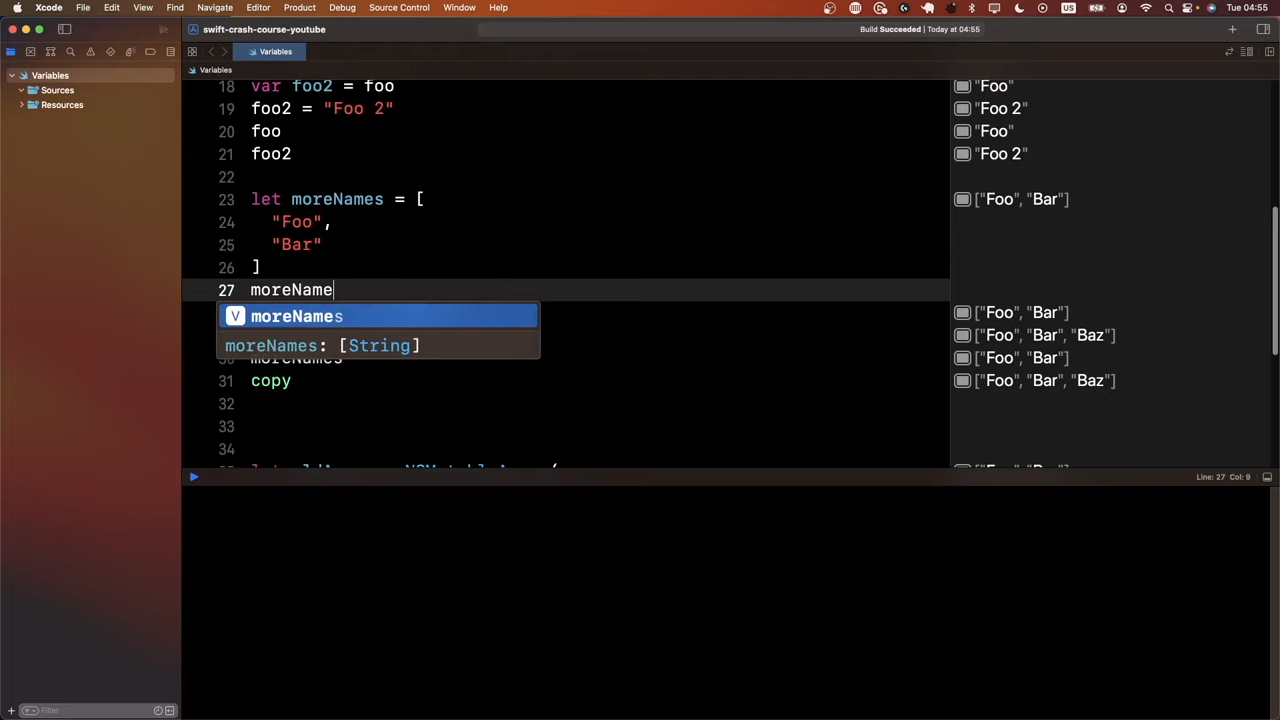 Xcode File Edit View Find Navigate Editor Product Debug Source Control Window Help
US
Tue 04:55
swift-crash-course-youtube
Build Succeeded | Today at 04:55
Variables
Variables
Variables
Sources
Resources
18 var foo2 = foo
"Foo"
19 foo2 = "Foo 2"
"Foo 2"
20 foo
"Foo"
21 foo2
"Foo 2"
22
23 let moreNames = [
["Foo", "Bar"]
24 "Foo",
25 "Bar"
26 ]
27 moreName
V moreNames
["Foo", "Bar"]
["Foo", "Bar", "Baz"]
moreNames: [String]
moreNames
["Foo", "Bar"]
31 copy
["Foo", "Bar", "Baz"]
32
33
34
Line: 27 Col: 9
Filter